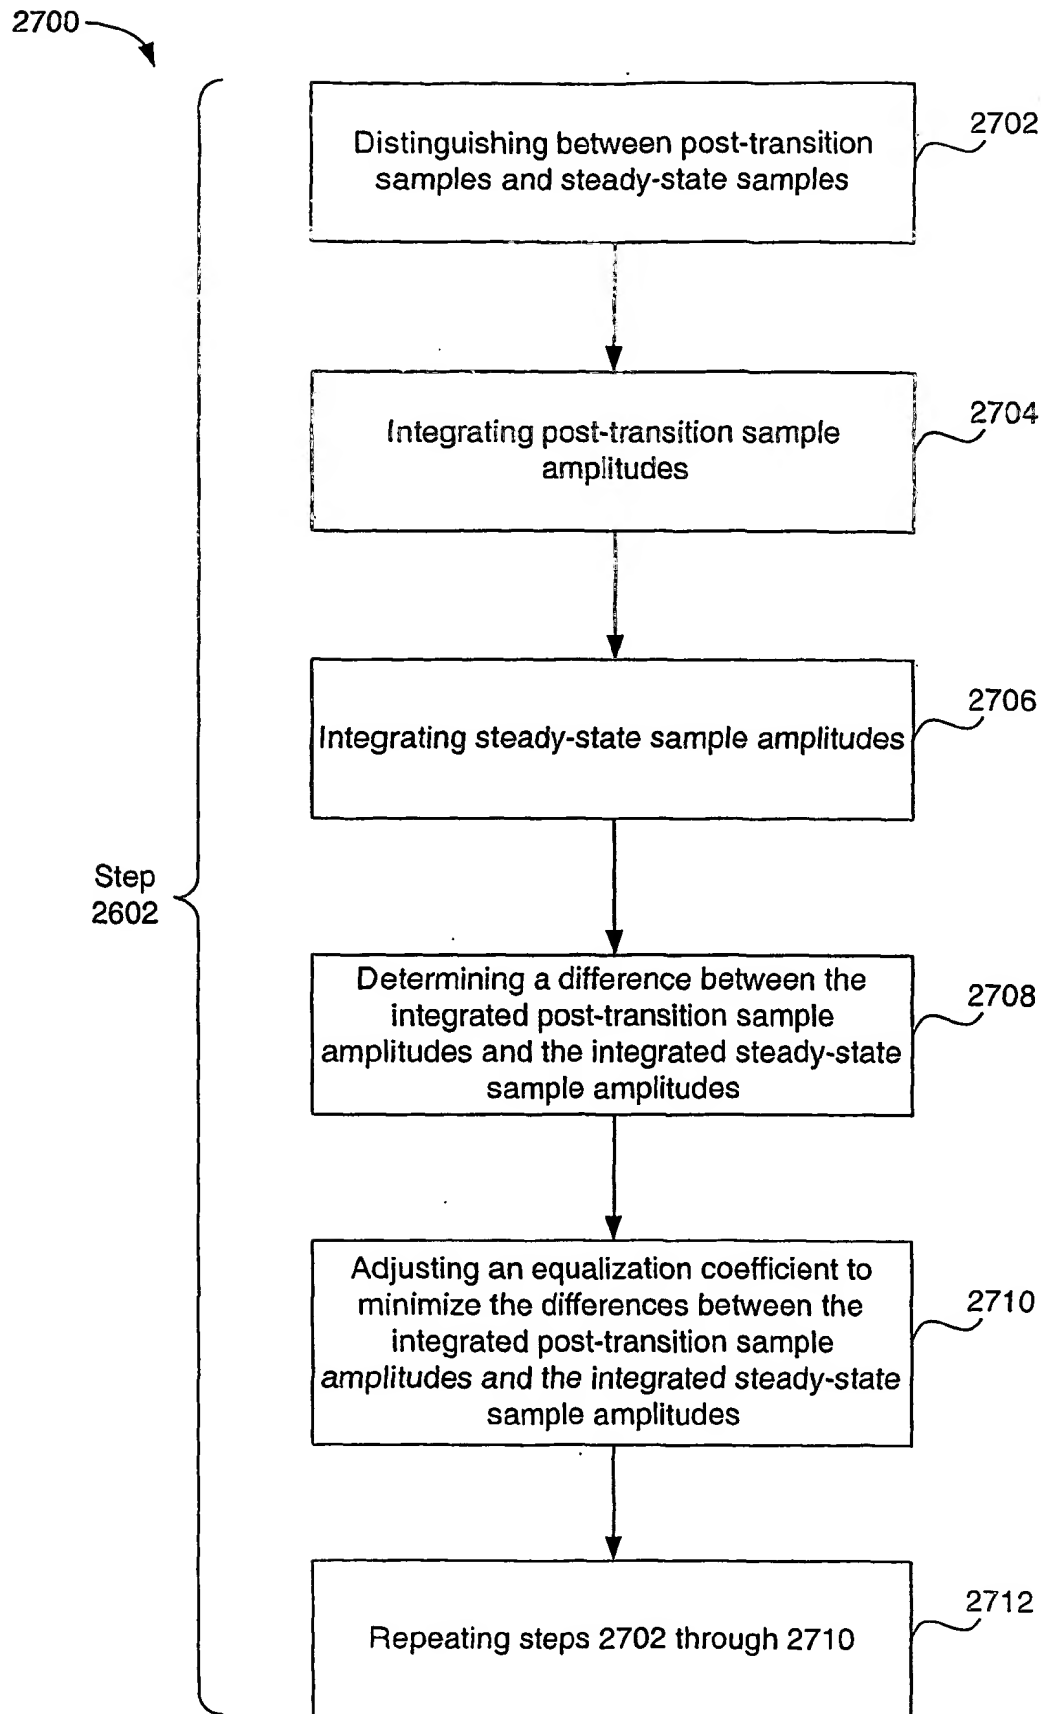 2700
Distinguishing between post-transition
samples and steady-state samples
2702
Integrating post-transition sample
amplitudes
2704
Integrating steady-state sample amplitudes
2706
Step
2602
Determining a difference between the
integrated post-transition sample
amplitudes and the integrated steady-state
sample amplitudes
2708
Adjusting an equalization coefficient to
minimize the differences between the
integrated post-transition sample
amplitudes and the integrated steady-state
sample amplitudes
2710
Repeating steps 2702 through 2710
2712